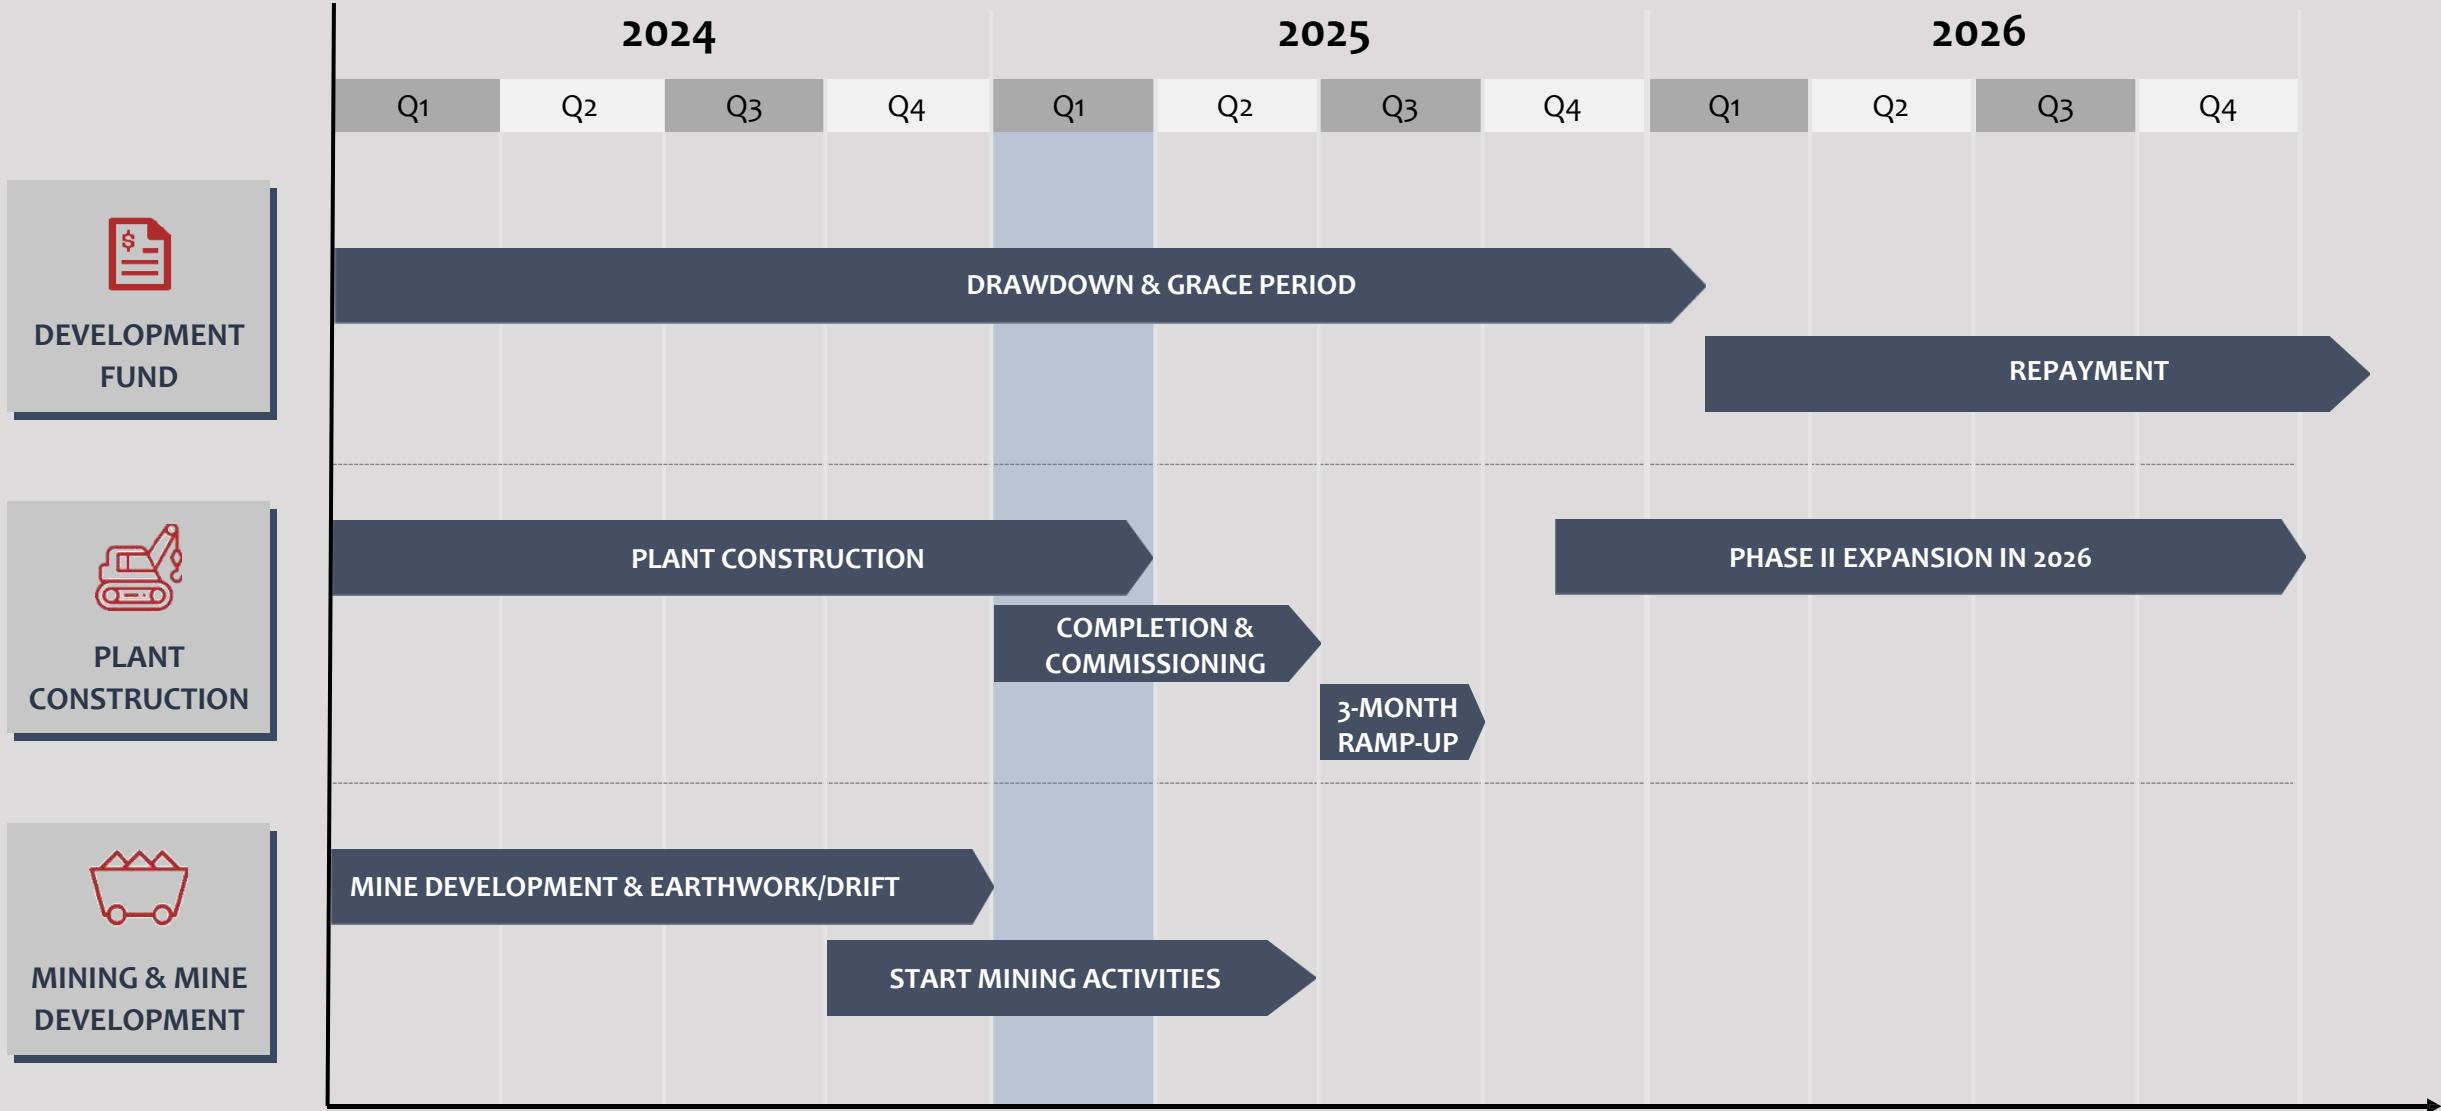 2024 2025 2026
Q1 Q2 Q3 Q4 Q1 Q2 Q3 Q4 Q1 Q2 Q3 Q4
$
DEVELOPMENT
FUND
DRAWDOWN & GRACE PERIOD
REPAYMENT
PLANT
CONSTRUCTION
PLANT CONSTRUCTION
PHASE II EXPANSION IN 2026
COMPLETION &
COMMISSIONING
3-MONTH
RAMP-UP
MINING & MINE
DEVELOPMENT
MINE DEVELOPMENT & EARTHWORK/DRIFT
START MINING ACTIVITIES